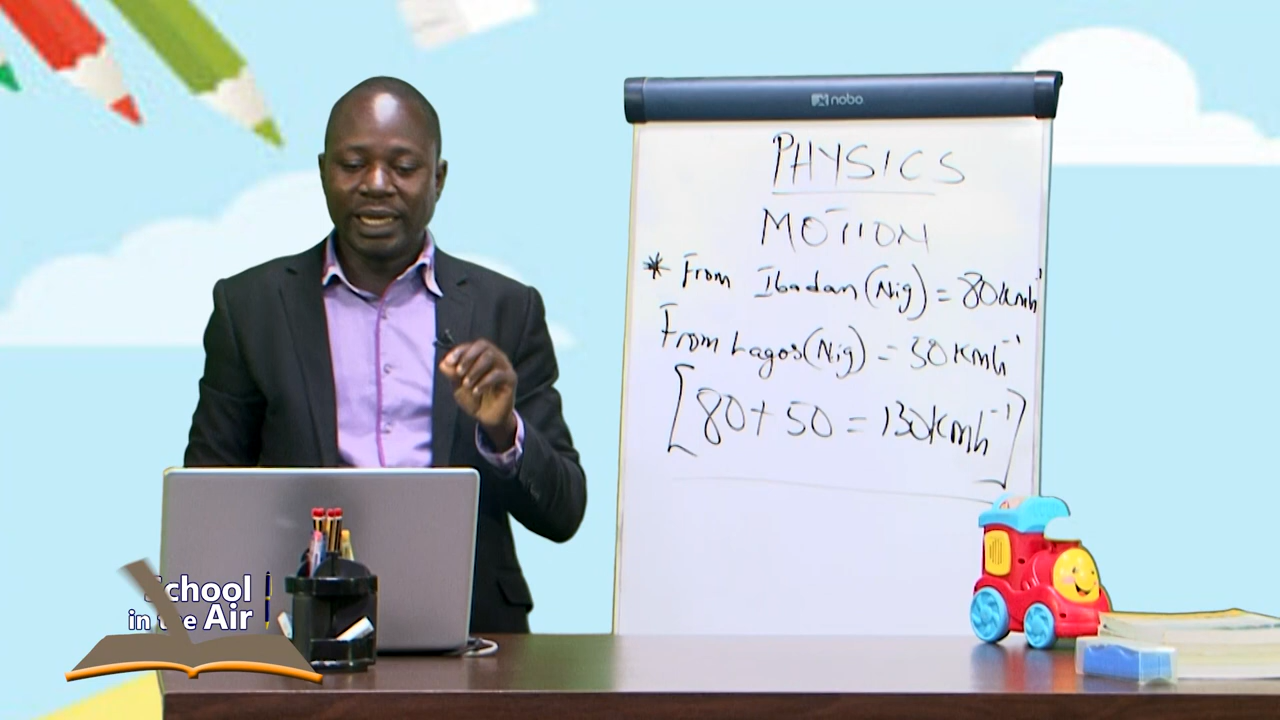 nobo
PHYSICS
MOTION
* From Ibadan (Nig) = 80kmh⁻¹
From Lagos (Nig) = 50kmh⁻¹
[80+50 = 130kmh⁻¹]
School
in the Air